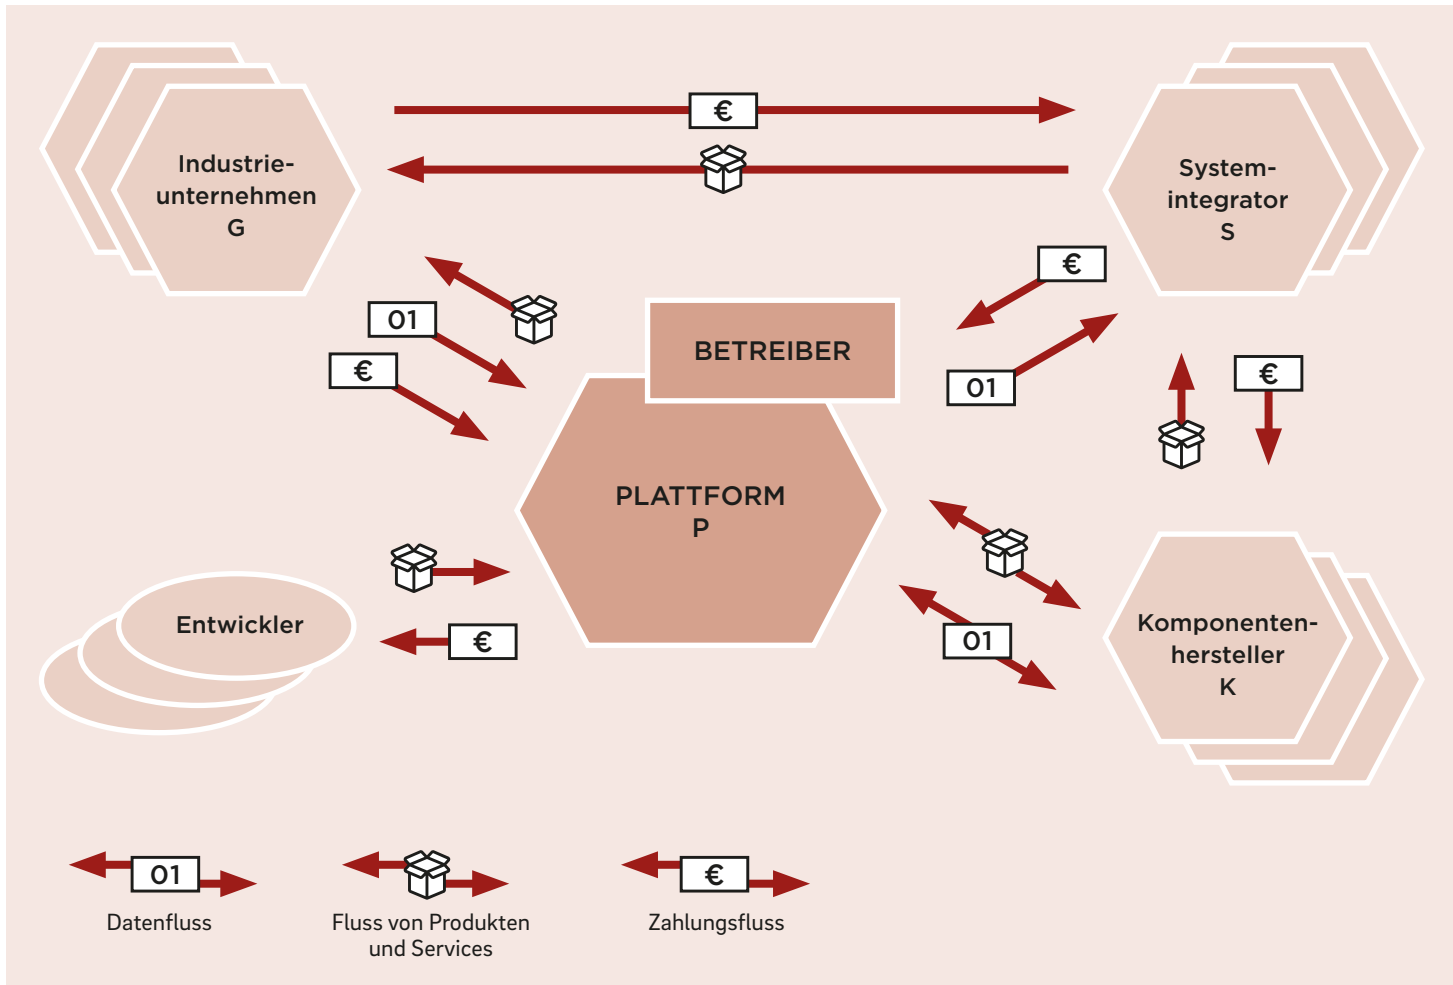 Industrie-
unternehmen
G
€
System-
integrator
S
€
01
€
BETREIBER
01
€
€
PLATTFORM
P
Entwickler
€
01
Komponenten-
hersteller
K
01
Datenfluss
Fluss von Produkten
und Services
€
Zahlungsfluss